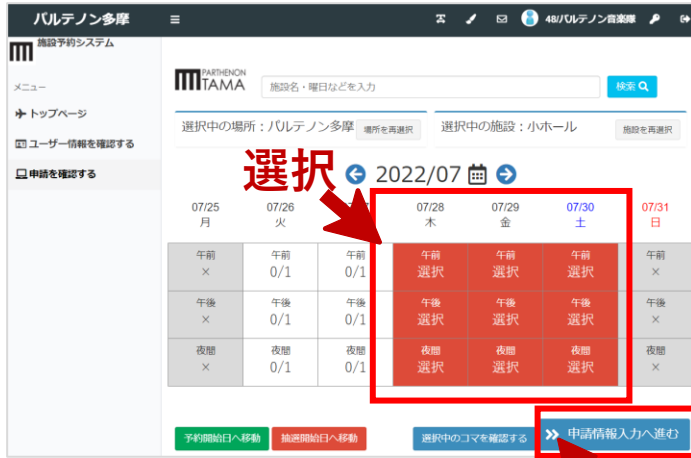 パルテノン多摩
48/パルテノン音楽隊
施設予約システム
メニュー
トップページ
ユーザー情報を確認する
申請を確認する
PARTHENON
TAMA
施設名・曜日などを入力
検索
選択中の場所：パルテノン多摩 場所を再選択
選択中の施設：小ホール 施設を再選択
選択
2022/07
07/25 07/26 07/28 07/29 07/30 07/31
月 火 木 金 土 日
午前 午前 午前 午前 午前 午前 午前
× 0/1 0/1 選択 選択 選択 ×
午後 午後 午後 午後 午後 午後 午後
× 0/1 0/1 選択 選択 選択 ×
夜間 夜間 夜間 夜間 夜間 夜間 夜間
× 0/1 0/1 選択 選択 選択 ×
予約開始日へ移動 抽選開始日へ移動 選択中のコマを確認する 申請情報入力へ進む